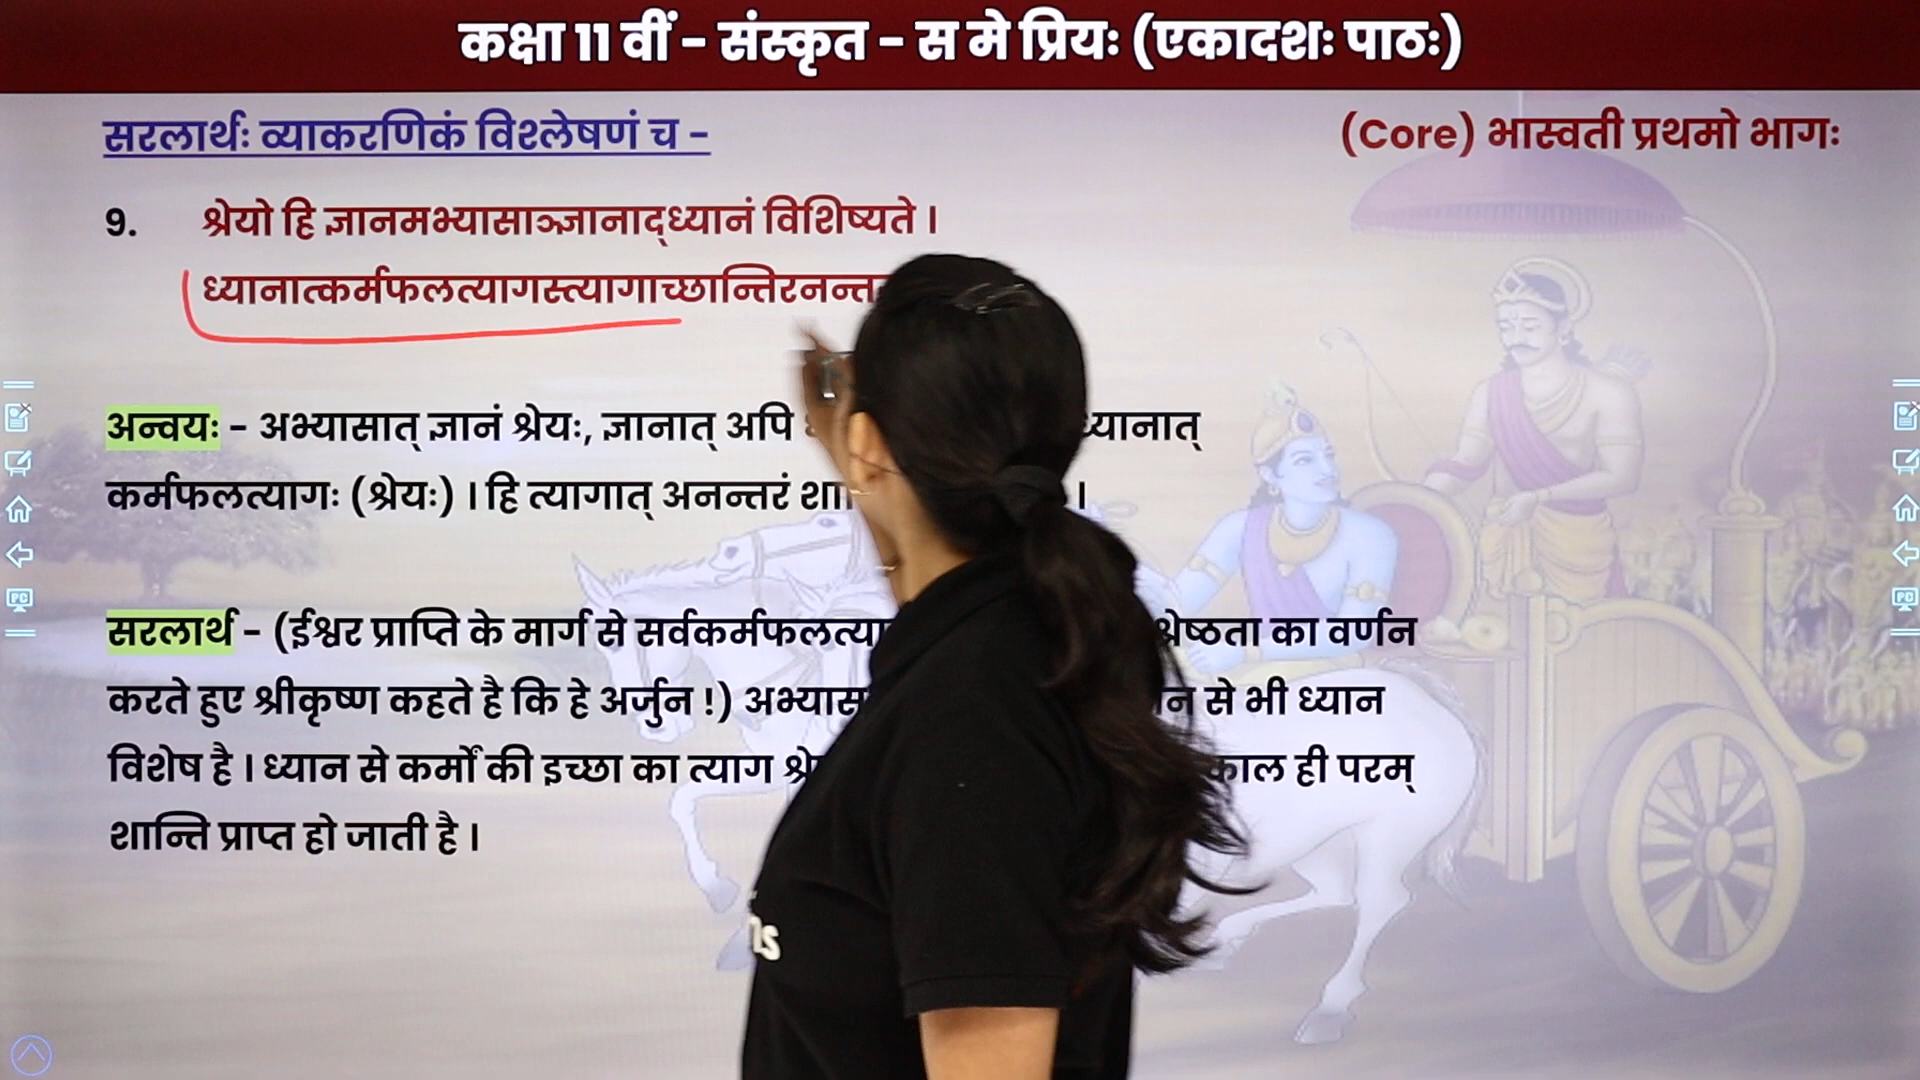 कक्षा 11 वीं - संस्कृत - स मे प्रियः (एकादशः पाठः)
सरलार्थः व्याकरणिकं विश्लेषणं च -
(Core) भास्वती प्रथमो भागः
9. श्रेयो हि ज्ञानमभ्यासाञ्ज्ञानाद्ध्यानं विशिष्यते ।
ध्यानात्कर्मफलत्यागस्त्यागाच्छान्तिरनन्त
अन्वयः - अभ्यासात् ज्ञानं श्रेयः, ज्ञानात् अपि ध्यानात्
कर्मफलत्यागः (श्रेयः) । हि त्यागात् अनन्तरं ।
सरलार्थ - (ईश्वर प्राप्ति के मार्ग से सर्वकर्मफलत्या श्रेष्ठता का वर्णन
करते हुए श्रीकृष्ण कहते है कि हे अर्जुन !) अभ्यास से भी ध्यान
विशेष है । ध्यान से कर्मों की इच्छा का त्याग काल ही परम्
शान्ति प्राप्त हो जाती है ।
PC
PC